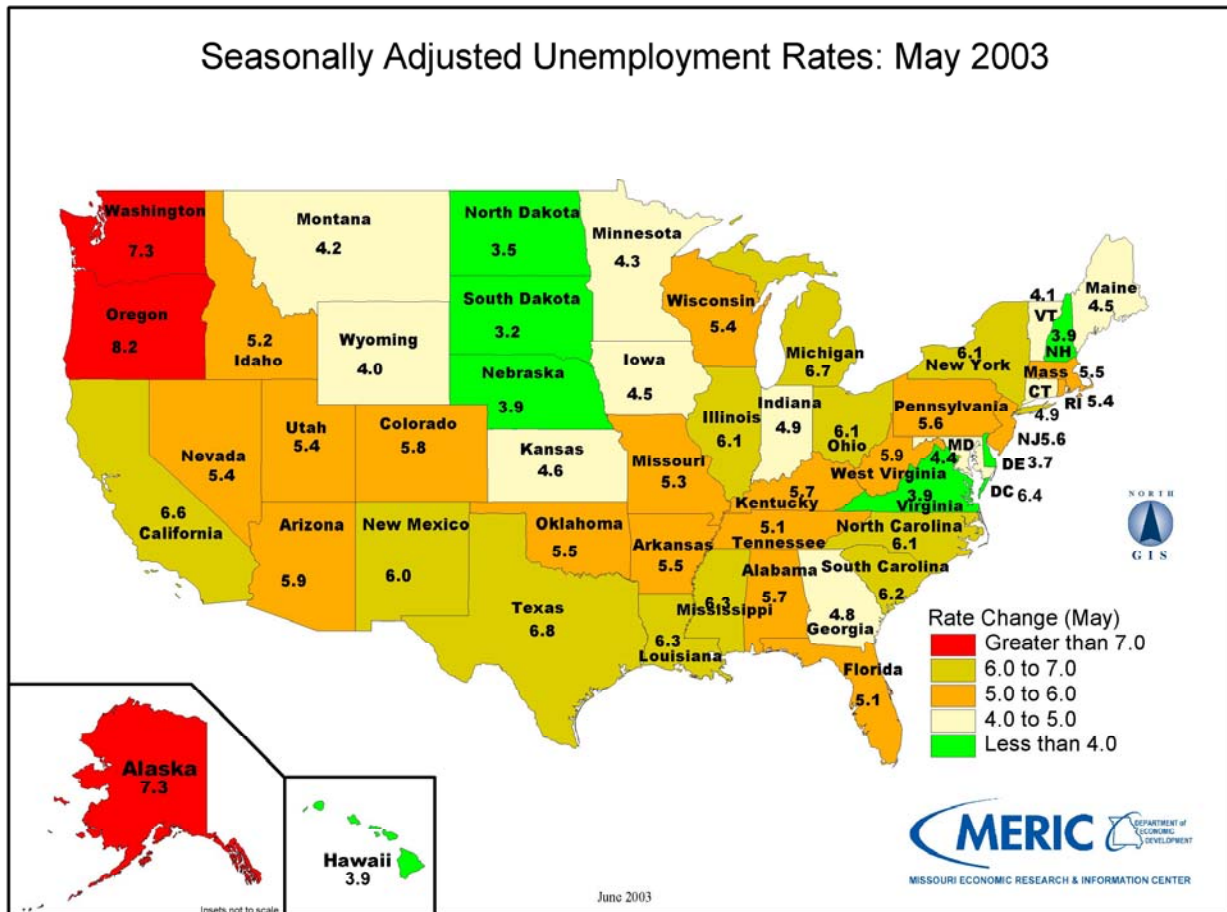 Seasonally Adjusted Unemployment Rates: May 2003
Washington
7.3
Montana
4.2
North Dakota
3.5
Minnesota
4.3
Oregon
8.2
5.2
Idaho
Wyoming
4.0
South Dakota
3.2
Wisconsin
5.4
Michigan
6.7
6.1
New York
4.1
VT
3.9
NH
Maine
4.5
Mass
5.5
CT
4.9
RI 5.4
Nebraska
3.9
Iowa
4.5
Illinois
6.1
Indiana
4.9
6.1
Ohio
Pennsylvania
5.6
NJ5.6
MD
4.4
DE
3.7
DC 6.4
5.9
West Virginia
3.9
Virginia
Nevada
5.4
Utah
5.4
Colorado
5.8
Kansas
4.6
Missouri
5.3
5.7
Kentucky
6.6
California
Arizona
5.9
New Mexico
6.0
Oklahoma
5.5
Arkansas
5.5
5.1
Tennessee
North Carolina
6.1
South Carolina
6.2
Texas
6.8
6.3
Louisiana
6.3
Mississippi
Alabama
5.7
4.8
Georgia
Florida
5.1
Alaska
7.3
Insets not to scale
Hawaii
3.9
NORTH
GIS
Rate Change (May)
Greater than 7.0
6.0 to 7.0
5.0 to 6.0
4.0 to 5.0
Less than 4.0
June 2003
MERIC
DEPARTMENT of
ECONOMIC
DEVELOPMENT
MISSOURI ECONOMIC RESEARCH & INFORMATION CENTER